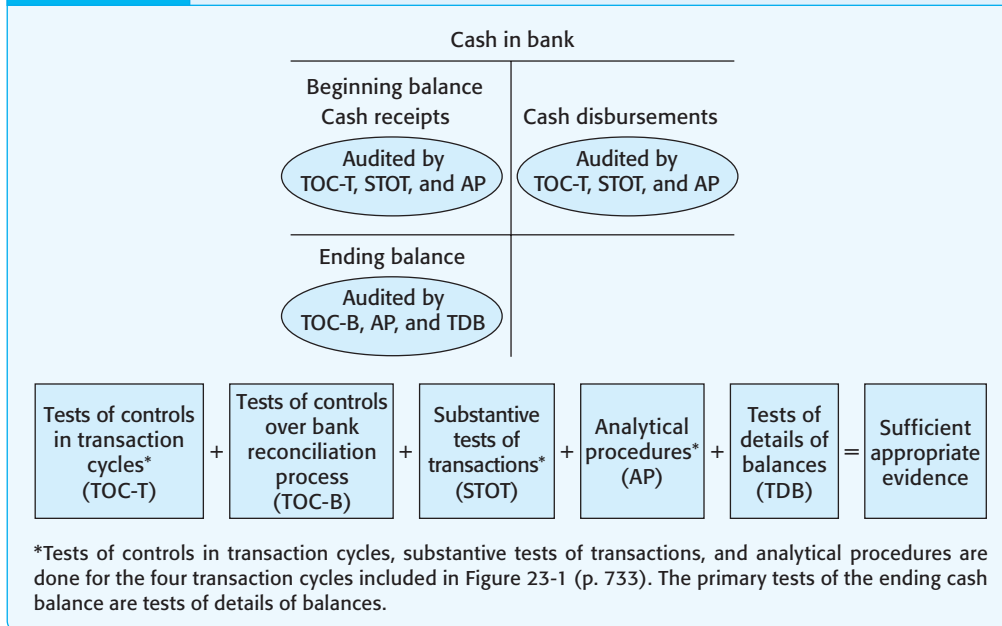 Cash in bank
Beginning balance
Cash receipts
Cash disbursements
Audited by
TOC-T, STOT, and AP
Audited by
TOC-T, STOT, and AP
Ending balance
Audited by
TOC-B, AP, and TDB
Tests of controls
in transaction
cycles*
(TOC-T)
+
Tests of controls
over bank
reconciliation
process
(TOC-B)
+
Substantive
tests of
transactions*
(STOT)
+
Analytical
procedures*
(AP)
+
Tests of
details of
balances
(TDB)
=
Sufficient
appropriate
evidence
*Tests of controls in transaction cycles, substantive tests of transactions, and analytical procedures are
done for the four transaction cycles included in Figure 23-1 (p. 733). The primary tests of the ending cash
balance are tests of details of balances.